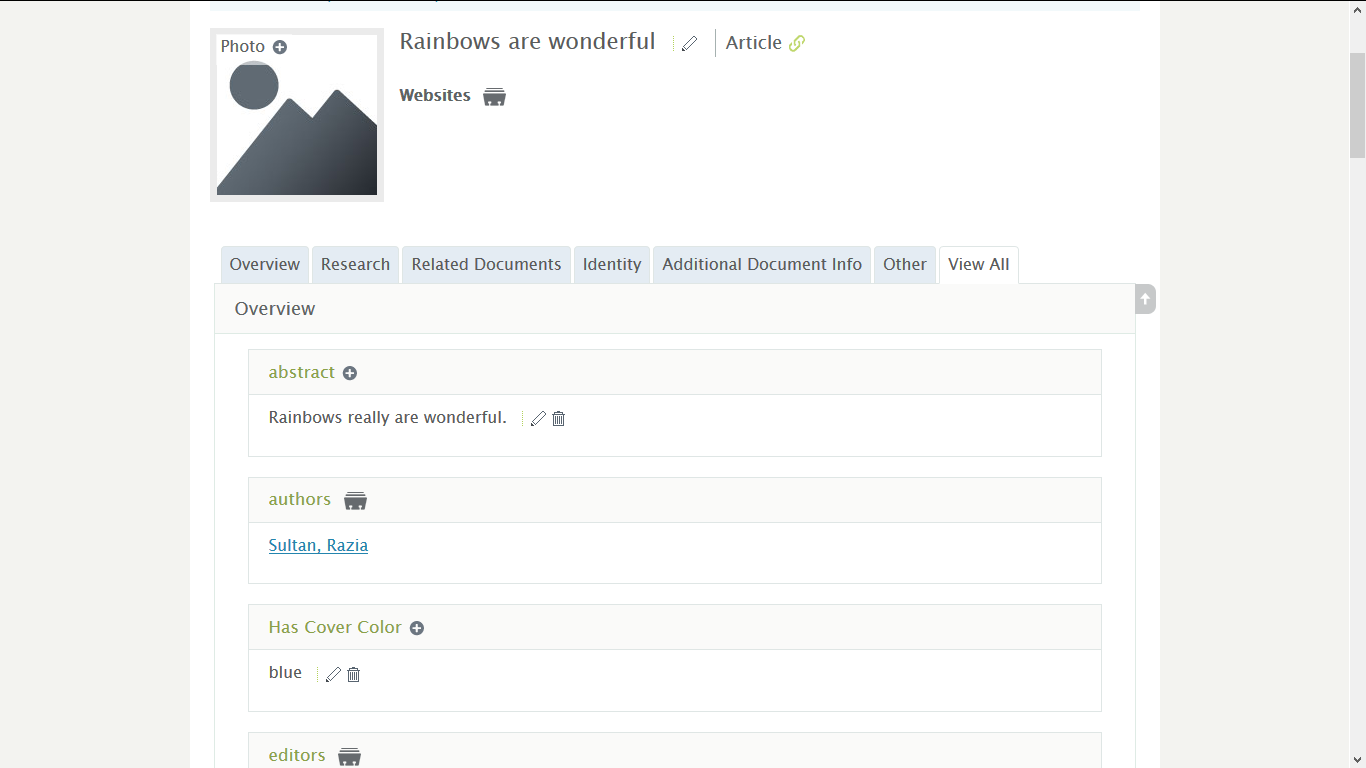 Photo
Rainbows are wonderful
Article
Websites
Overview Research Related Documents Identity Additional Document Info Other View All
Overview
abstract
Rainbows really are wonderful.
authors
Sultan, Razia
Has Cover Color
blue
editors